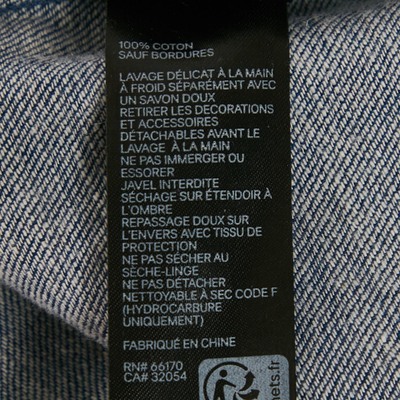 100% COTON
SAUF BORDURES
LAVAGE DÉLICAT À LA MAIN
À FROID SÉPARÉMENT AVEC
UN SAVON DOUX
RETIRER LES DECORATIONS
ET ACCESSOIRES
DÉTACHABLES AVANT LE
LAVAGE À LA MAIN
NE PAS IMMERGER OU
ESSORER
JAVEL INTERDITE
SÉCHAGE SUR ÉTENDOIR À
L'OMBRE
REPASSAGE DOUX SUR
L'ENVERS AVEC TISSU DE
PROTECTION
NE PAS SÉCHER AU
SÈCHE-LINGE
NE PAS DÉTACHER
NETTOYABLE À SEC CODE F
(HYDROCARBURE
UNIQUEMENT)
FABRIQUÉ EN CHINE
RN# 66170
CA# 32054